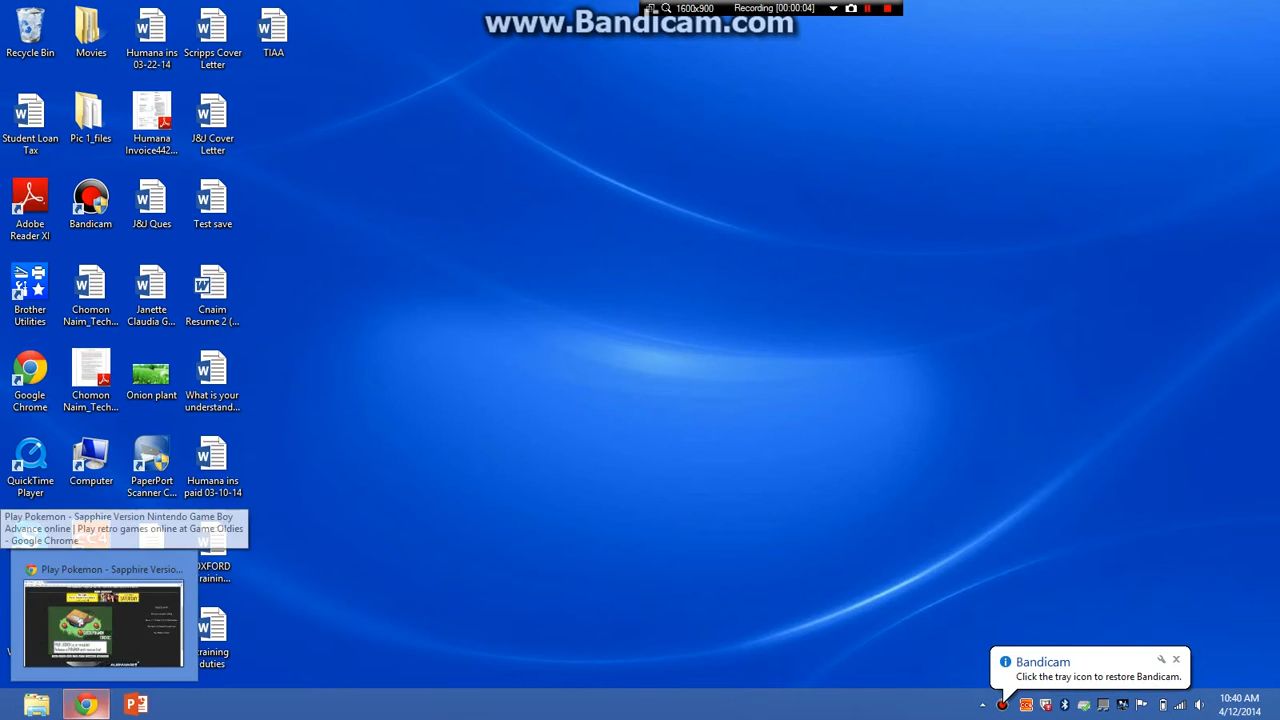 1600x900 Recording [00:00:04]
www.Bandicam.com
Recycle Bin
Movies
Humana ins
03-22-14
Scripps Cover
Letter
TIAA
Student Loan
Tax
Pic 1_files
Humana
Invoice442...
J&J Cover
Letter
Adobe
Reader XI
Bandicam
J&J Ques
Test save
Brother
Utilities
Chomon
Naim_Tech...
Janette
Claudia G...
Cnaim
Resume 2 (...
Google
Chrome
Chomon
Naim_Tech...
Onion plant
What is your
understand...
QuickTime
Player
Computer
PaperPort
Scanner C...
Humana ins
paid 03-10-14
Play Pokemon - Sapphire Version Nintendo Game Boy
Advance online | Play retro games online at Game Oldies
- Google Chrome
OXFORD
training...
Play Pokemon - Sapphire Versio...
training
duties
Bandicam
Click the tray icon to restore Bandicam.
10:40 AM
4/12/2014